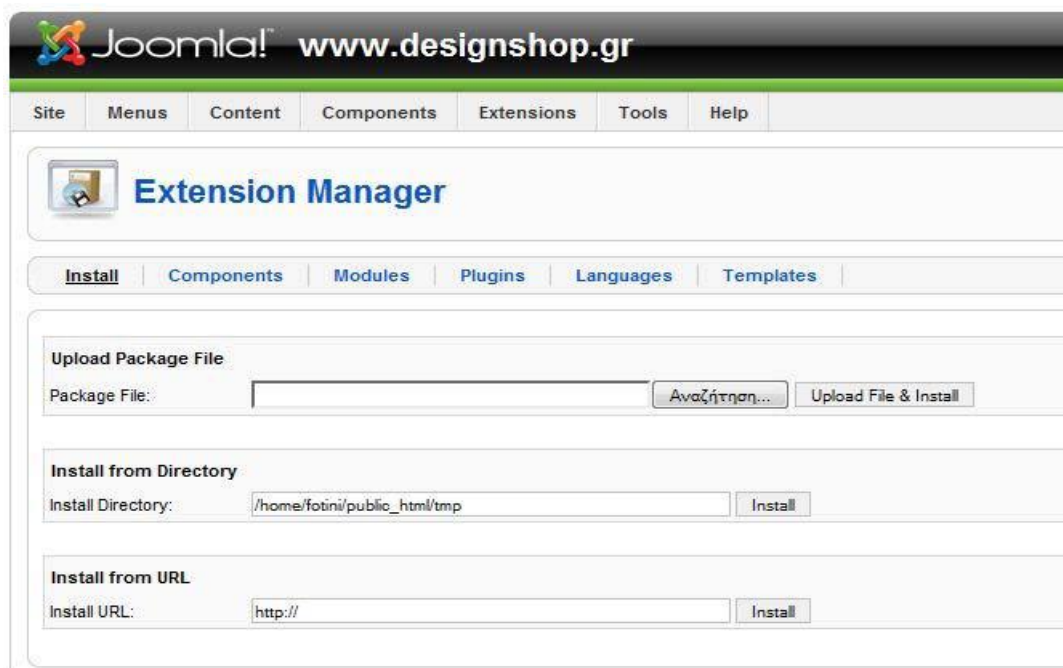 Joomla!™ www.designshop.gr
Site Menus Content Components Extensions Tools Help
Extension Manager
Install Components Modules Plugins Languages Templates
Upload Package File
Package File: Αναζήτηση... Upload File & Install
Install from Directory
Install Directory: /home/fotini/public_html/tmp Install
Install from URL
Install URL: http:// Install